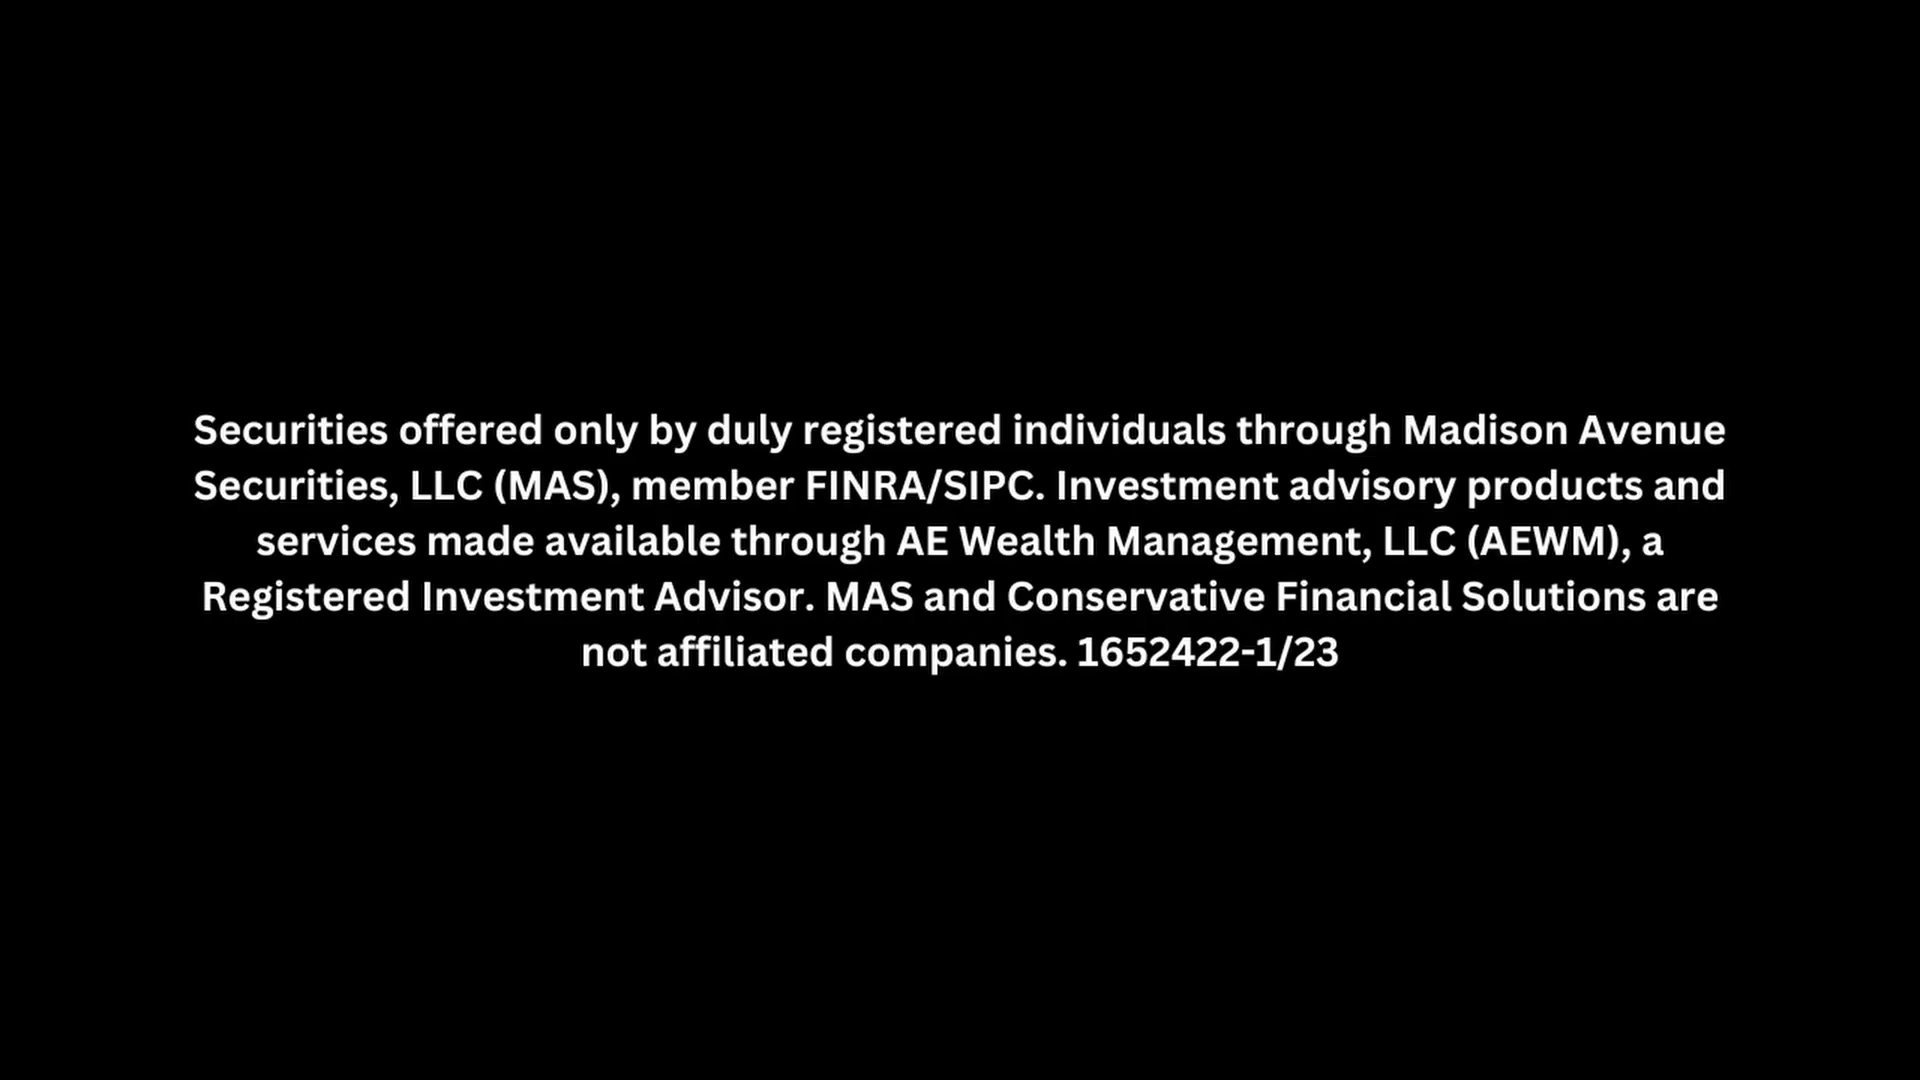 Securities offered only by duly registered individuals through Madison Avenue
Securities, LLC (MAS), member FINRA/SIPC. Investment advisory products and
services made available through AE Wealth Management, LLC (AEWM), a
Registered Investment Advisor. MAS and Conservative Financial Solutions are
not affiliated companies. 1652422-1/23